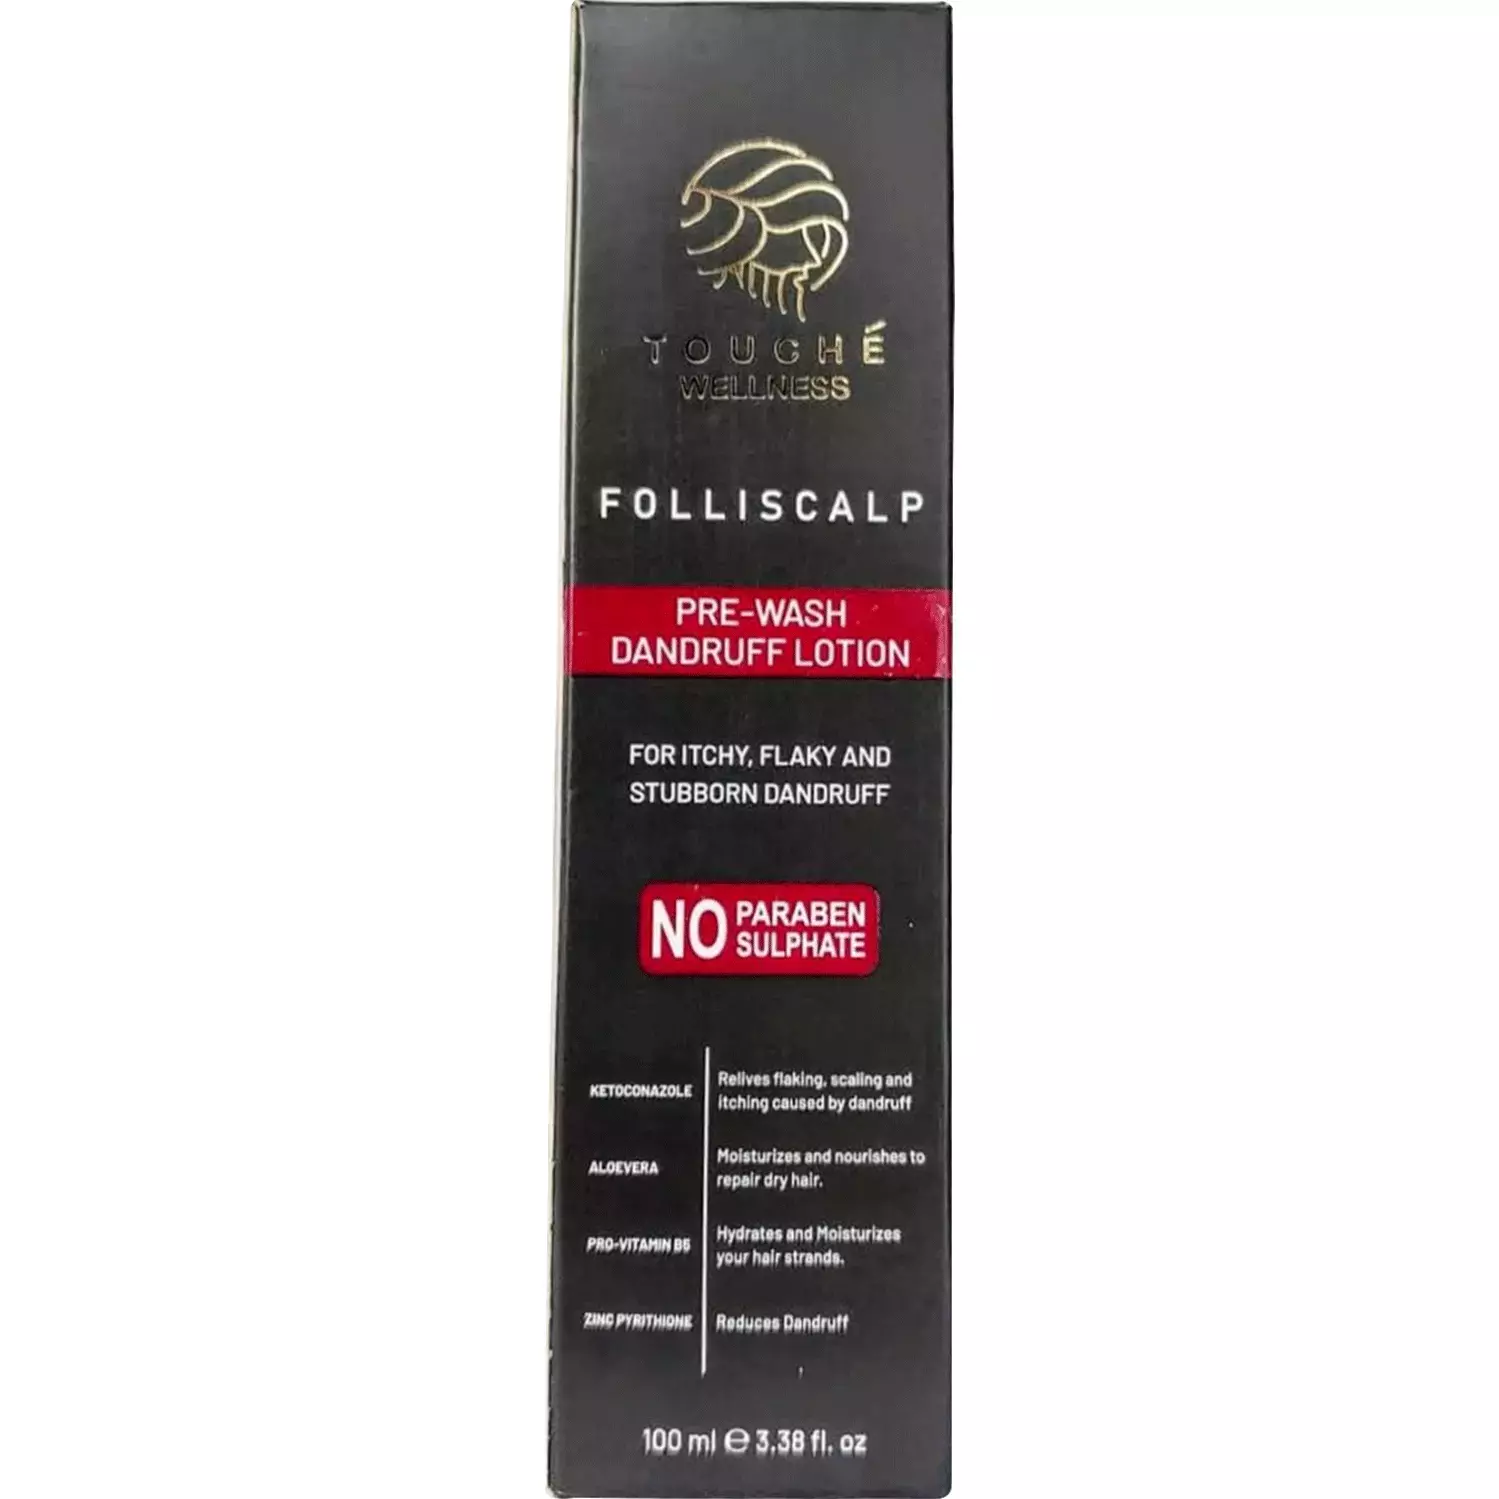 TOUCHÉ
WELLNESS
FOLLISCALP
PRE-WASH
DANDRUFF LOTION
FOR ITCHY, FLAKY AND
STUBBORN DANDRUFF
NO PARABEN
SULPHATE
KETOCONAZOLE
Relives flaking, scaling and
itching caused by dandruff
ALOEVERA
Moisturizes and nourishes to
repair dry hair.
PRO-VITAMIN B5
Hydrates and Moisturizes
your hair strands.
ZINC PYRITHIONE
Reduces Dandruff
100 ml ℮ 3.38 fl. oz